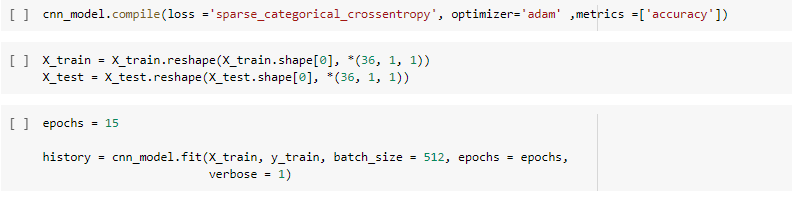 [ ] cnn_model.compile(loss ='sparse_categorical_crossentropy', optimizer='adam' ,metrics =['accuracy'])
[ ] X_train = X_train.reshape(X_train.shape[0], *(36, 1, 1))
X_test = X_test.reshape(X_test.shape[0], *(36, 1, 1))
[ ] epochs = 15
history = cnn_model.fit(X_train, y_train, batch_size = 512, epochs = epochs,
verbose = 1)